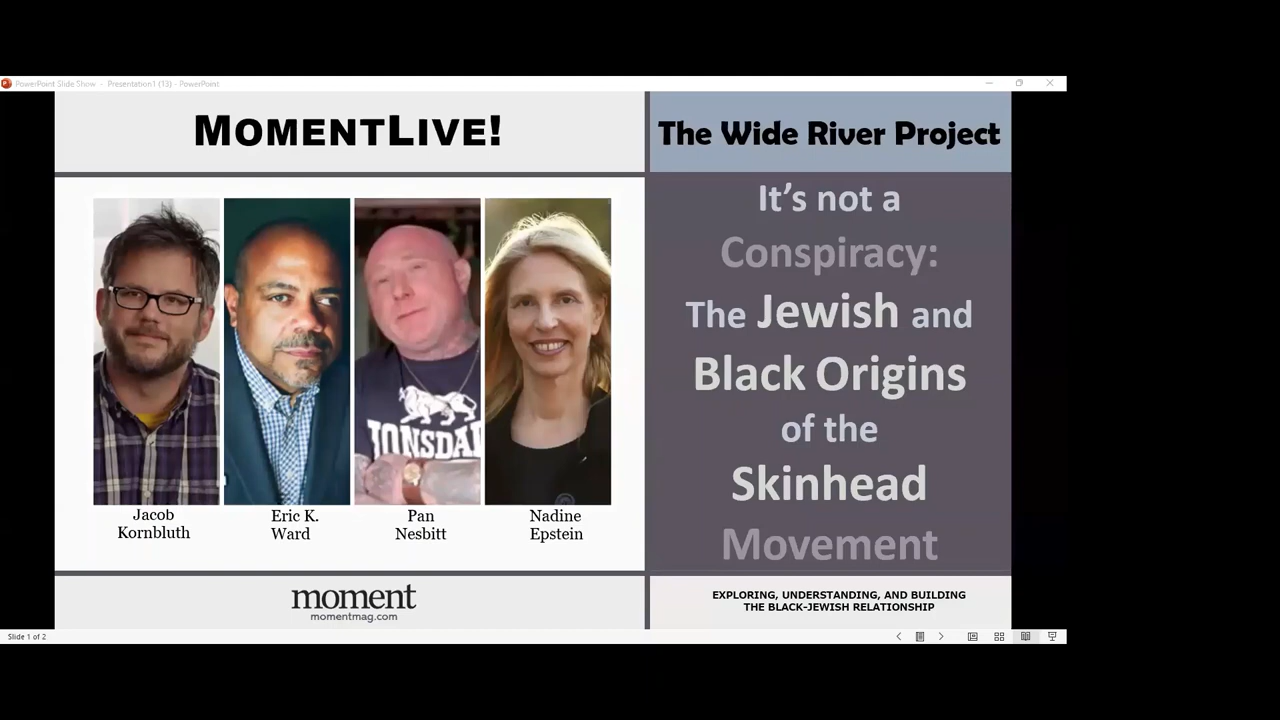 PowerPoint Slide Show - Presentation1 (13) - PowerPoint
MOMENTLIVE!
Jacob
Kornbluth
Eric K.
Ward
LONSDA
Pan
Nesbitt
Nadine
Epstein
moment
momentmag.com
The Wide River Project
It's not a
Conspiracy:
The Jewish and
Black Origins
of the
Skinhead
Movement
EXPLORING, UNDERSTANDING, AND BUILDING
THE BLACK-JEWISH RELATIONSHIP
Slide 1 of 2